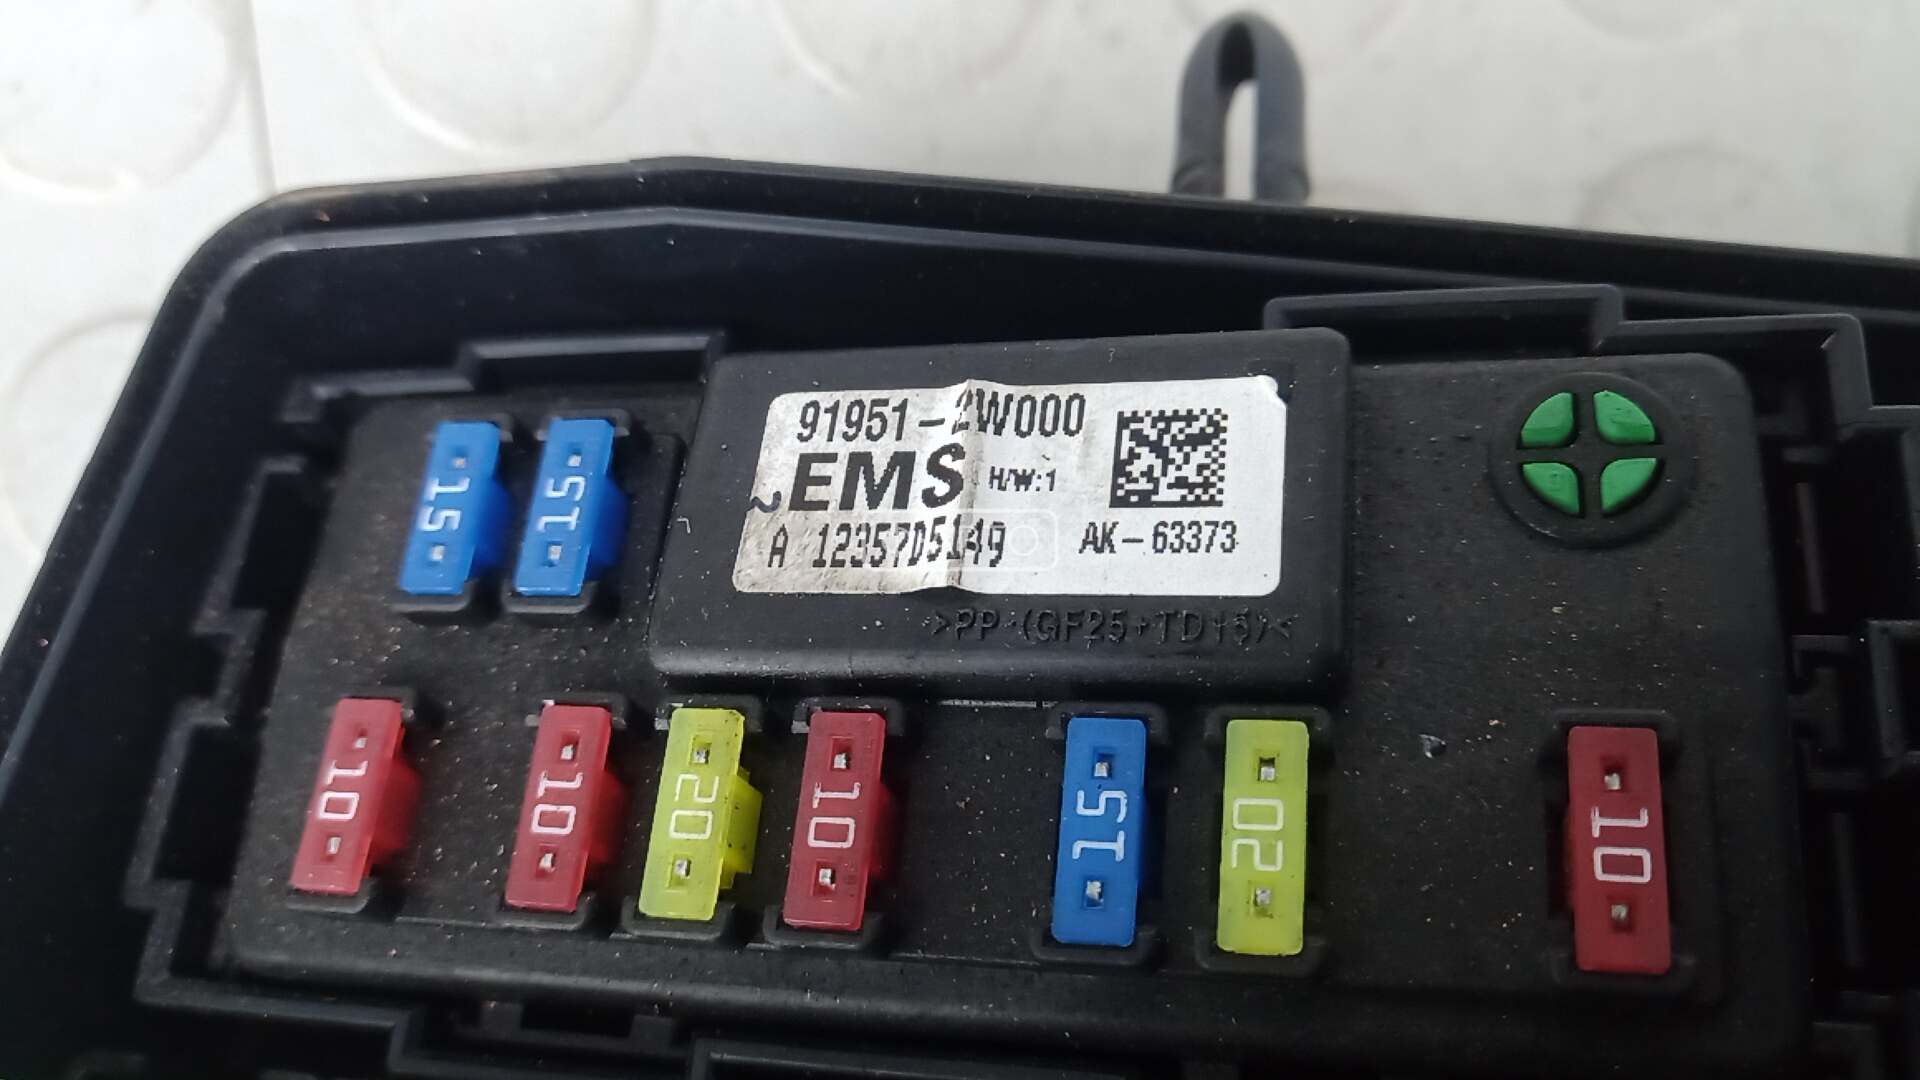 91951-2W000
EMS H/W:1
A 12357D5149 AK-63373
>PP-(GF25+TD15)<
15 15
10 10 20 10 15 20 10